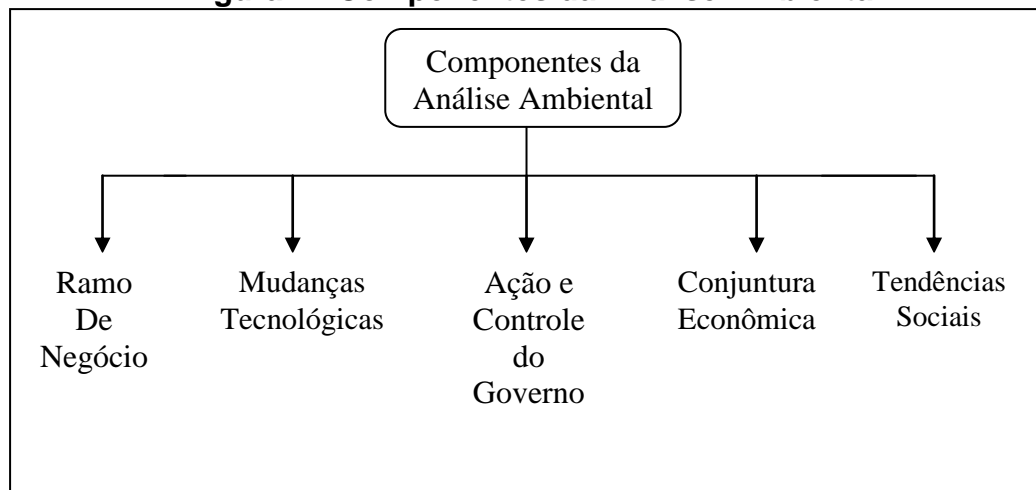 Componentes da
Análise Ambiental
Ramo
De
Negócio
Mudanças
Tecnológicas
Ação e
Controle
do
Governo
Conjuntura
Econômica
Tendências
Sociais